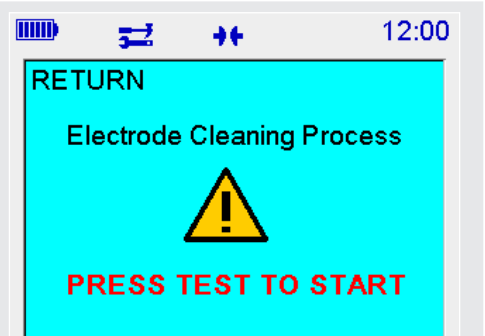 12:00
RETURN
Electrode Cleaning Process
PRESS TEST TO START